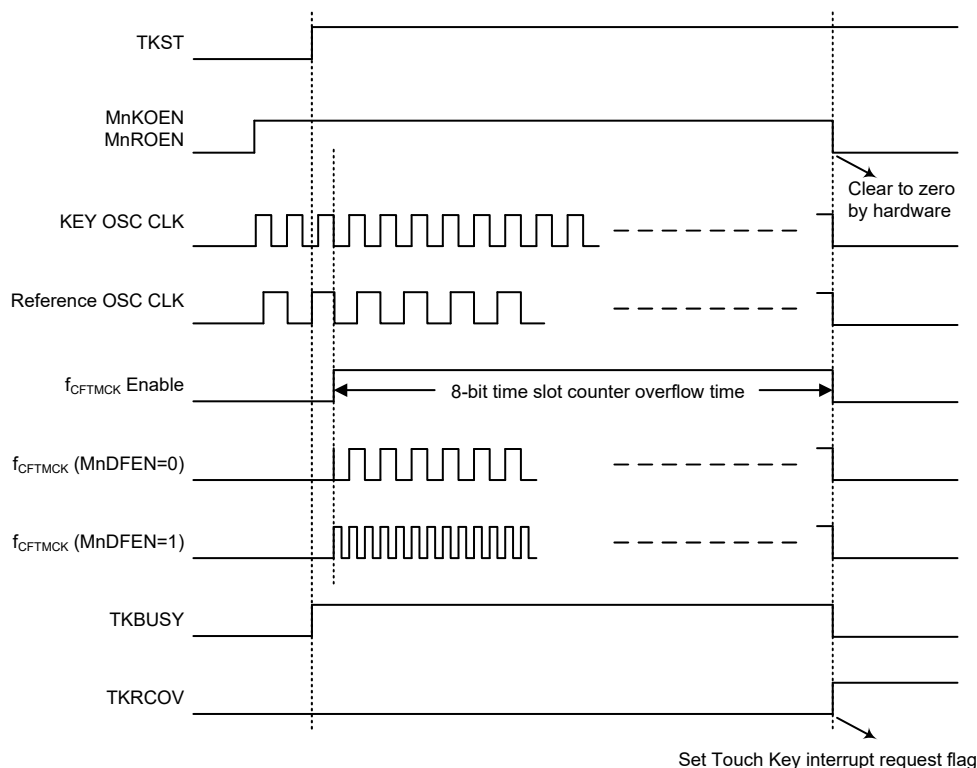 TKST
MnKOEN
MnROEN
Clear to zero
by hardware
KEY OSC CLK
Reference OSC CLK
fCFTMCK Enable
8-bit time slot counter overflow time
fCFTMCK (MnDFEN=0)
fCFTMCK (MnDFEN=1)
TKBUSY
TKRCOV
Set Touch Key interrupt request flag